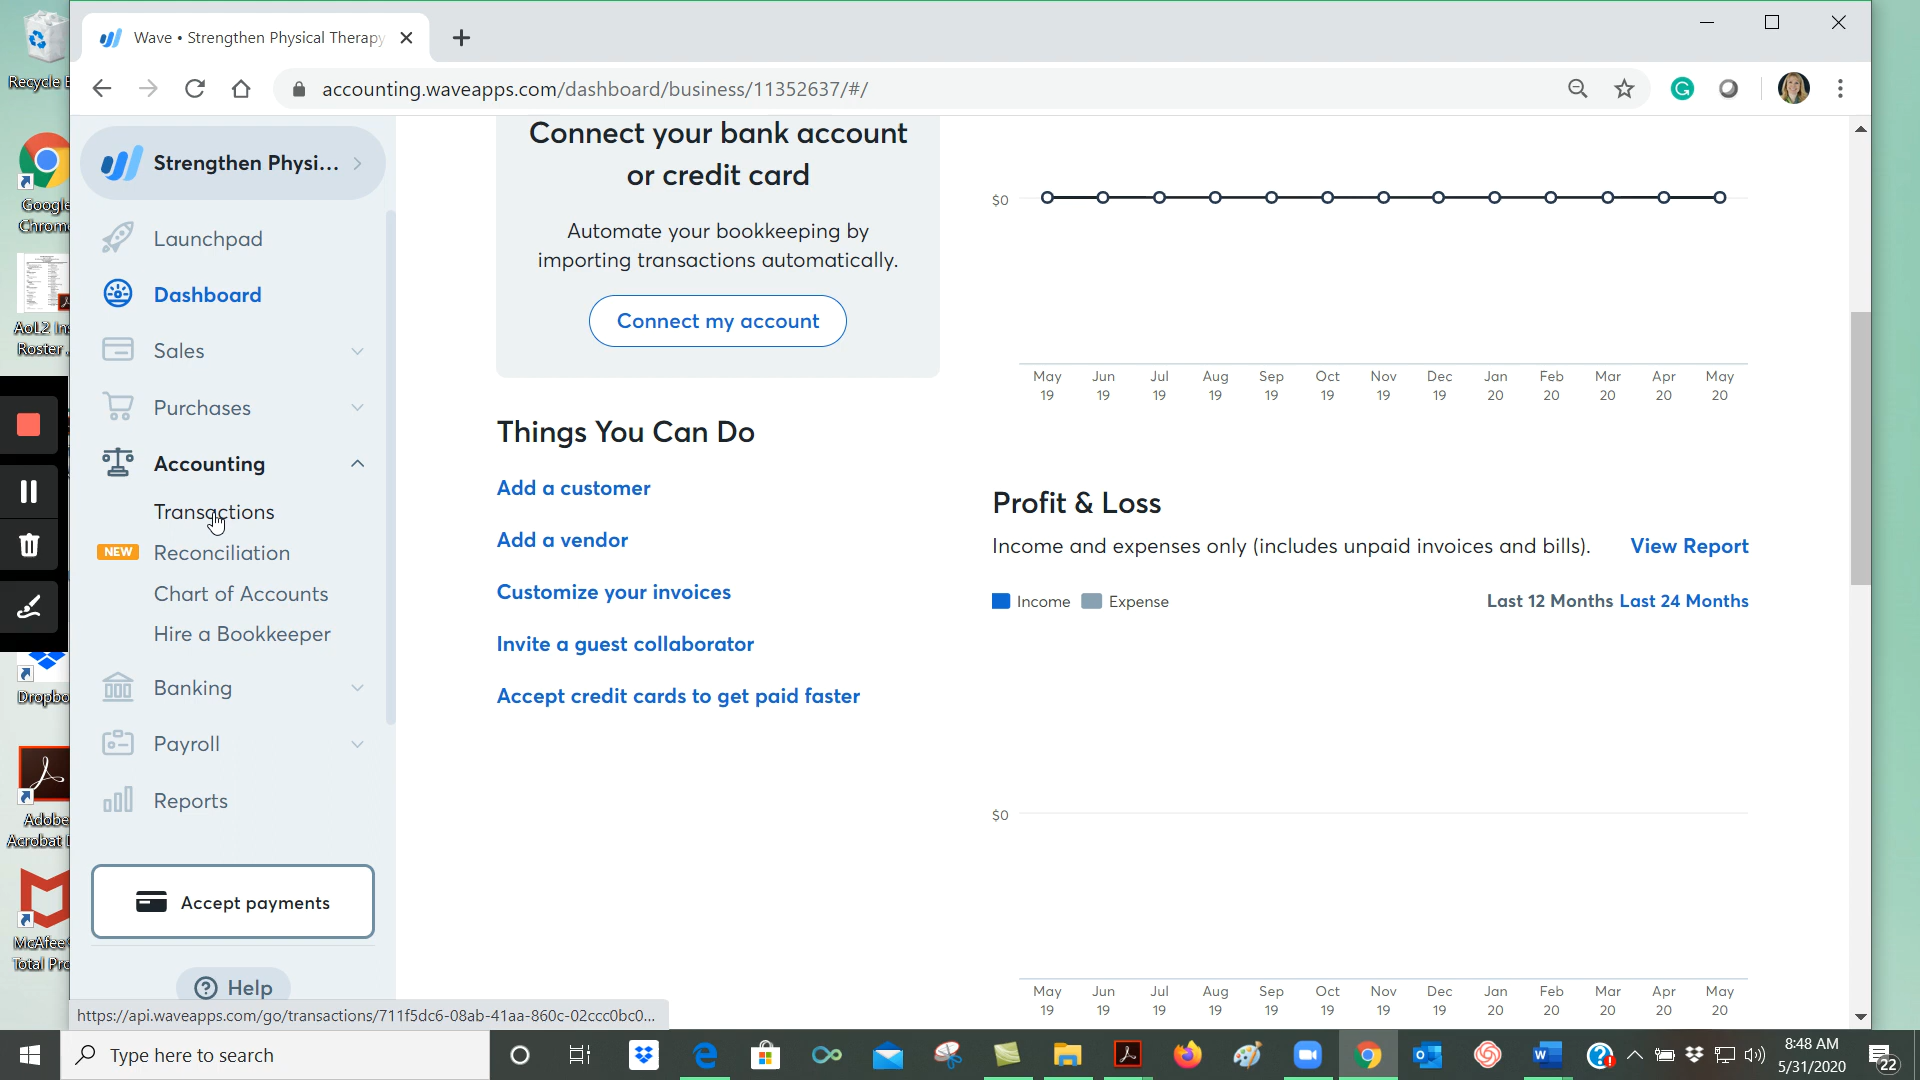 Recycle
Google
Chrom
AoL2 In
Roster
Dropbo
Adobe
Acrobat
McAfee
Total Pro
Wave • Strengthen Physical Therapy
accounting.waveapps.com/dashboard/business/11352637/#/
Strengthen Physi...
Launchpad
Dashboard
Sales
Purchases
Accounting
Transactions
NEW Reconciliation
Chart of Accounts
Hire a Bookkeeper
Banking
Payroll
Reports
Accept payments
Help
https://api.waveapps.com/go/transactions/711f5dc6-08ab-41aa-860c-02ccc0bc0...
Connect your bank account
or credit card
Automate your bookkeeping by
importing transactions automatically.
Connect my account
Things You Can Do
Add a customer
Add a vendor
Customize your invoices
Invite a guest collaborator
Accept credit cards to get paid faster
$0
May Jun Jul Aug Sep Oct Nov Dec Jan Feb Mar Apr May
19 19 19 19 19 19 19 19 20 20 20 20 20
Profit & Loss
Income and expenses only (includes unpaid invoices and bills). View Report
Income Expense Last 12 Months Last 24 Months
$0
May Jun Jul Aug Sep Oct Nov Dec Jan Feb Mar Apr May
19 19 19 19 19 19 19 19 20 20 20 20 20
Type here to search
8:48 AM
5/31/2020
22